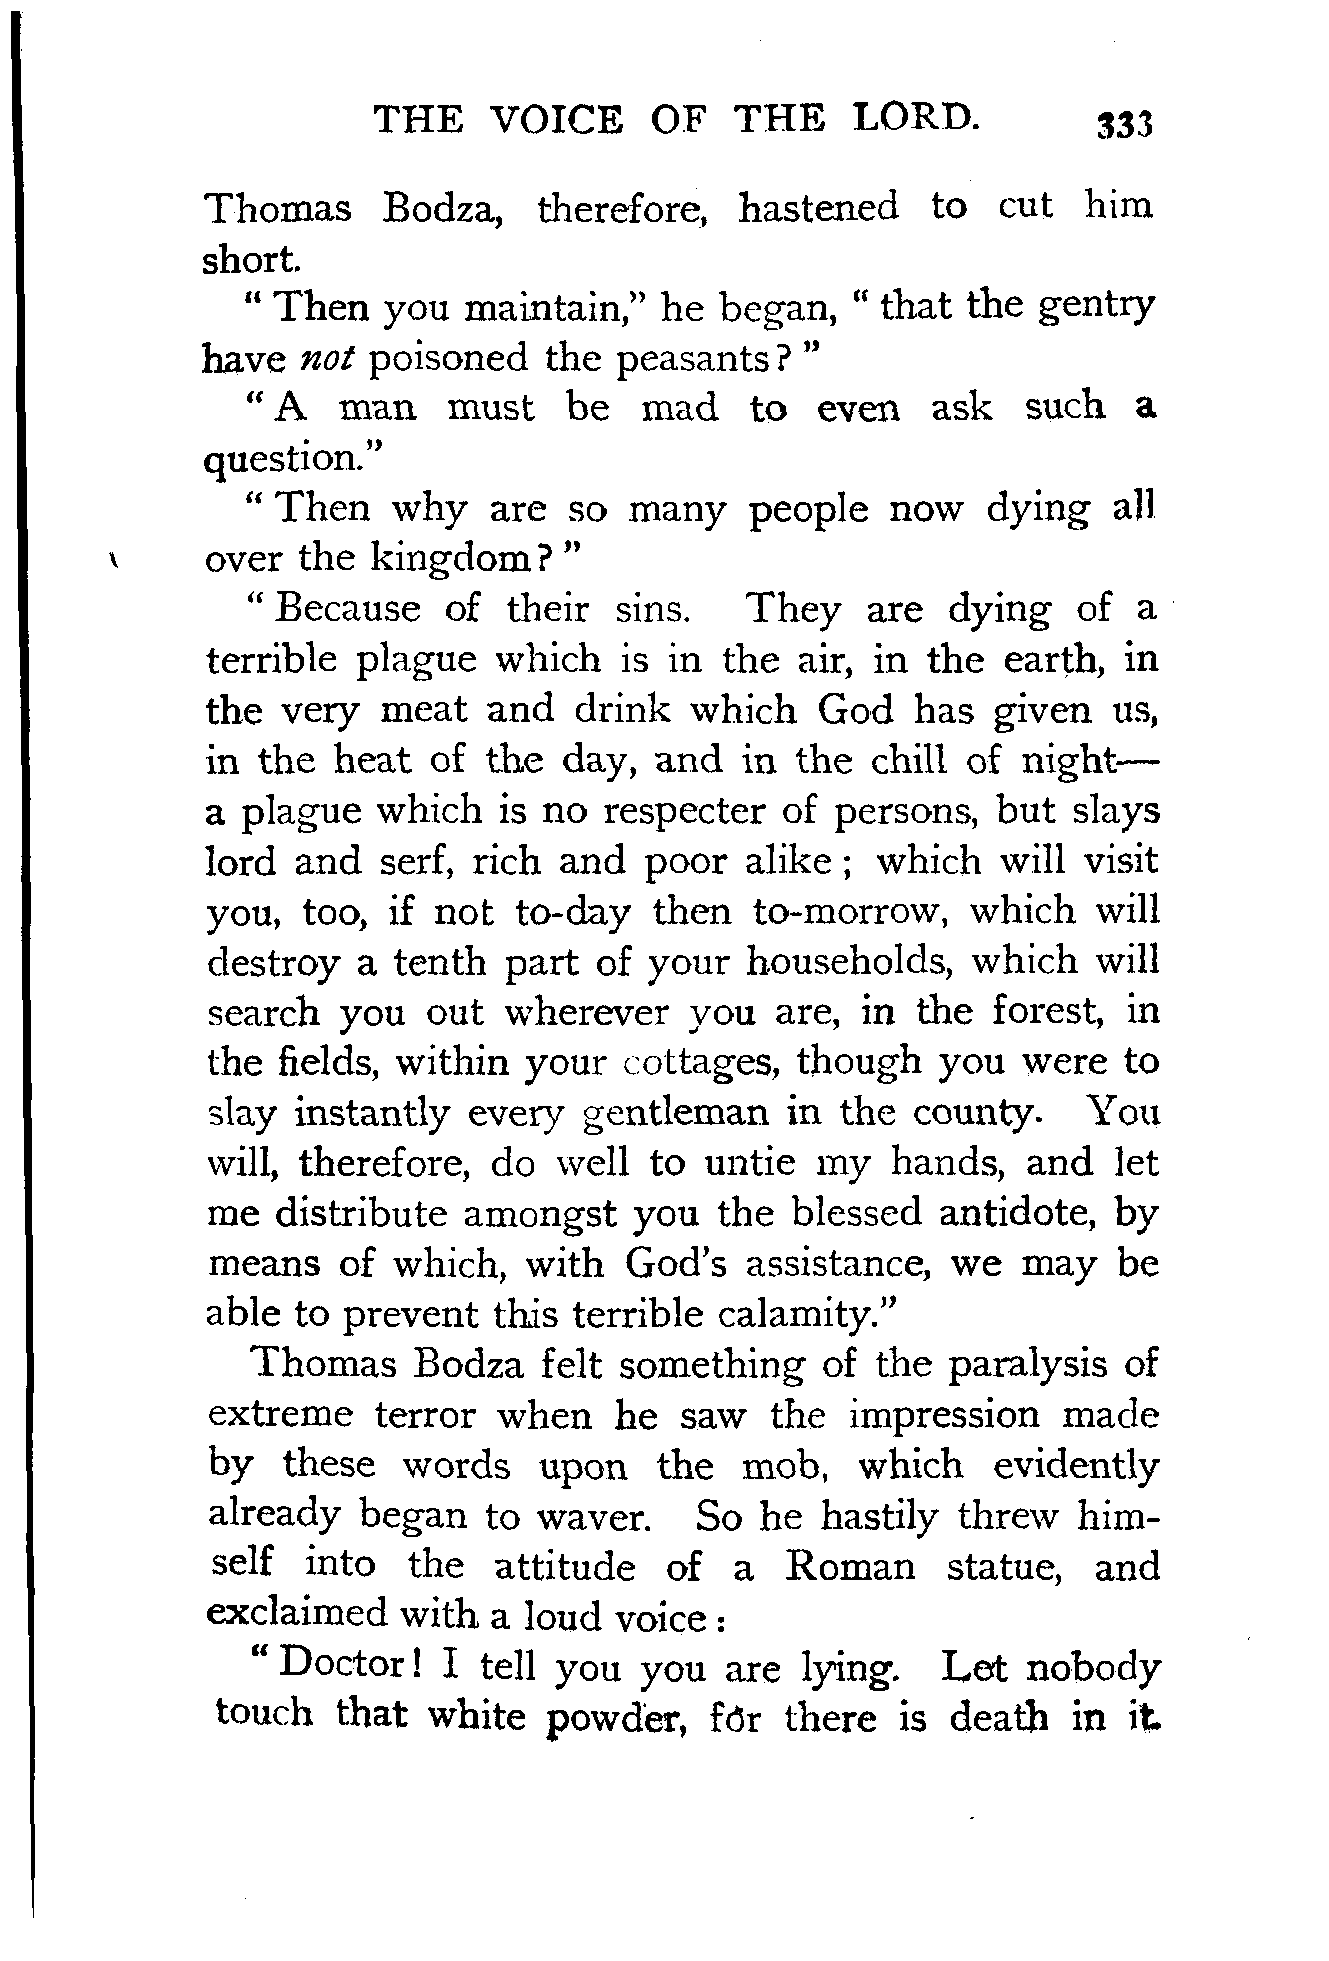 THE VOICE OF THE LORD. 333
Thomas Bodza, therefore, hastened to cut him
short.
“ Then you maintain,” he began, “ that the gentry
have not poisoned the peasants? ”
“ A man must be mad to even ask such a
question.”
“ Then why are so many people now dying all
over the kingdom? ”
“ Because of their sins. They are dying of a
terrible plague which is in the air, in the earth, in
the very meat and drink which God has given us,
in the heat of the day, and in the chill of night—
a plague which is no respecter of persons, but slays
lord and serf, rich and poor alike ; which will visit
you, too, if not to-day then to-morrow, which will
destroy a tenth part of your households, which will
search you out wherever you are, in the forest, in
the fields, within your cottages, though you were to
slay instantly every gentleman in the county. You
will, therefore, do well to untie my hands, and let
me distribute amongst you the blessed antidote, by
means of which, with God’s assistance, we may be
able to prevent this terrible calamity.”
Thomas Bodza felt something of the paralysis of
extreme terror when he saw the impression made
by these words upon the mob, which evidently
already began to waver. So he hastily threw him-
self into the attitude of a Roman statue, and
exclaimed with a loud voice :
“ Doctor! I tell you you are lying. Let nobody
touch that white powder, for there is death in it.